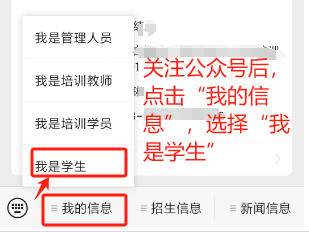 我是管理人员
我是培训教师
我是培训学员
我是学生
关注公众号后，
点击“我的信
息”，选择“我
是学生”
我的信息
招生信息
新闻信息